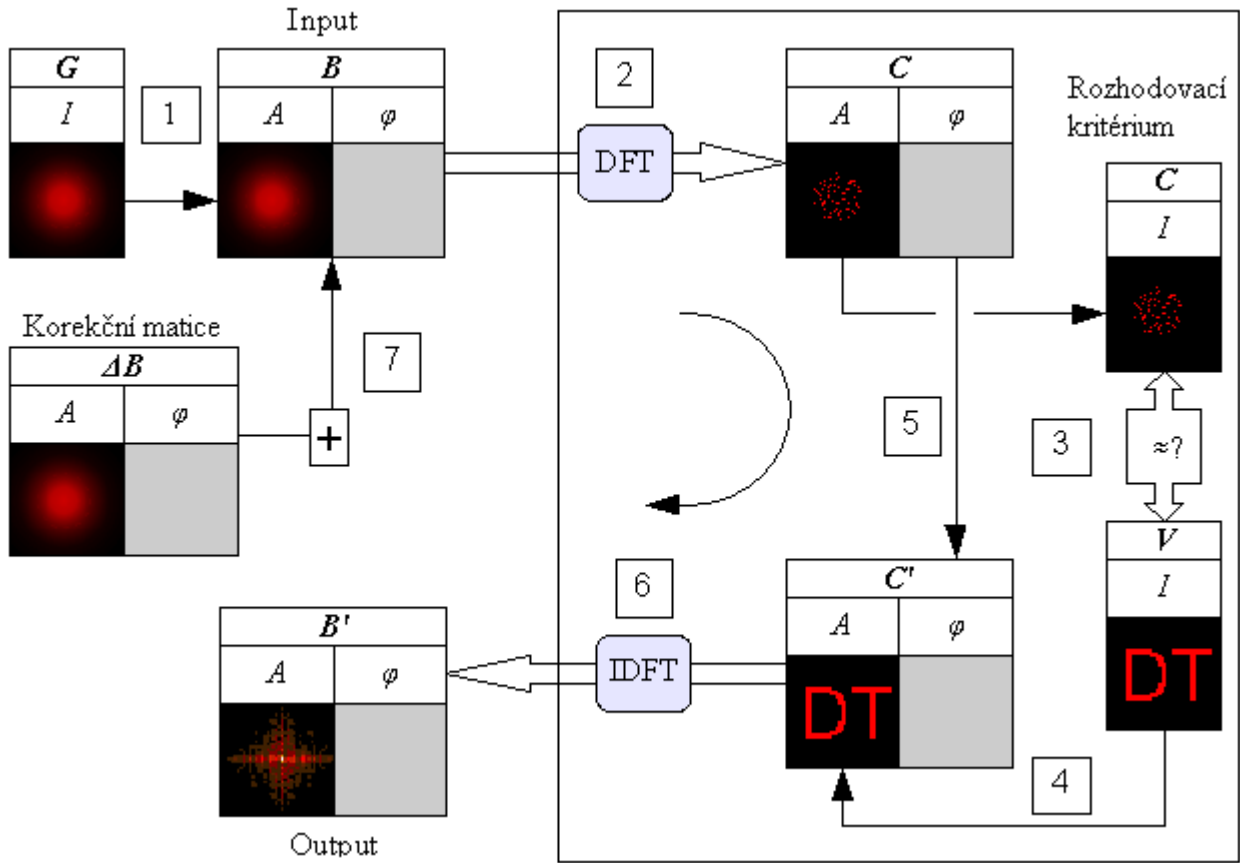 Input
G
I
1
B
A φ
2
DFT
C
A φ
Rozhodovací
kritérium
C
I
Korekční matice
ΔB
A φ
7
+
5
3
≈?
V
I
DT
6
IDFT
C'
A φ
DT
B'
A φ
4
Output